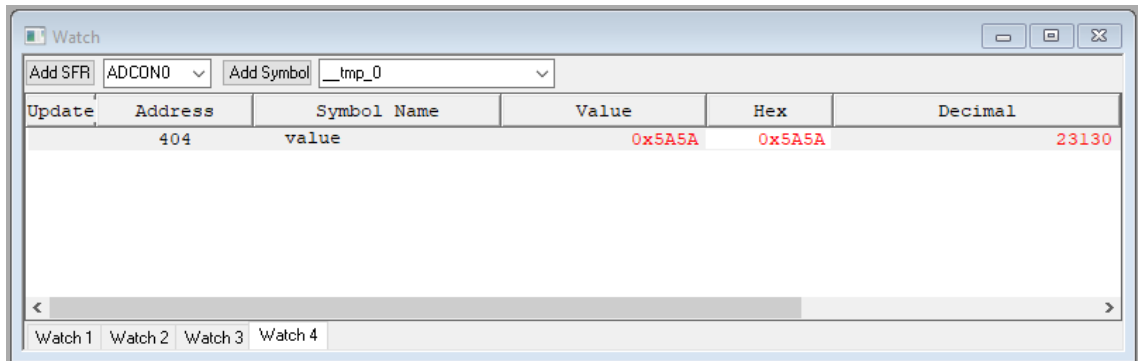 Watch
Add SFR ADCON0 Add Symbol __tmp_0
Update Address Symbol Name Value Hex Decimal
404 value 0x5A5A 0x5A5A 23130
Watch 1 Watch 2 Watch 3 Watch 4